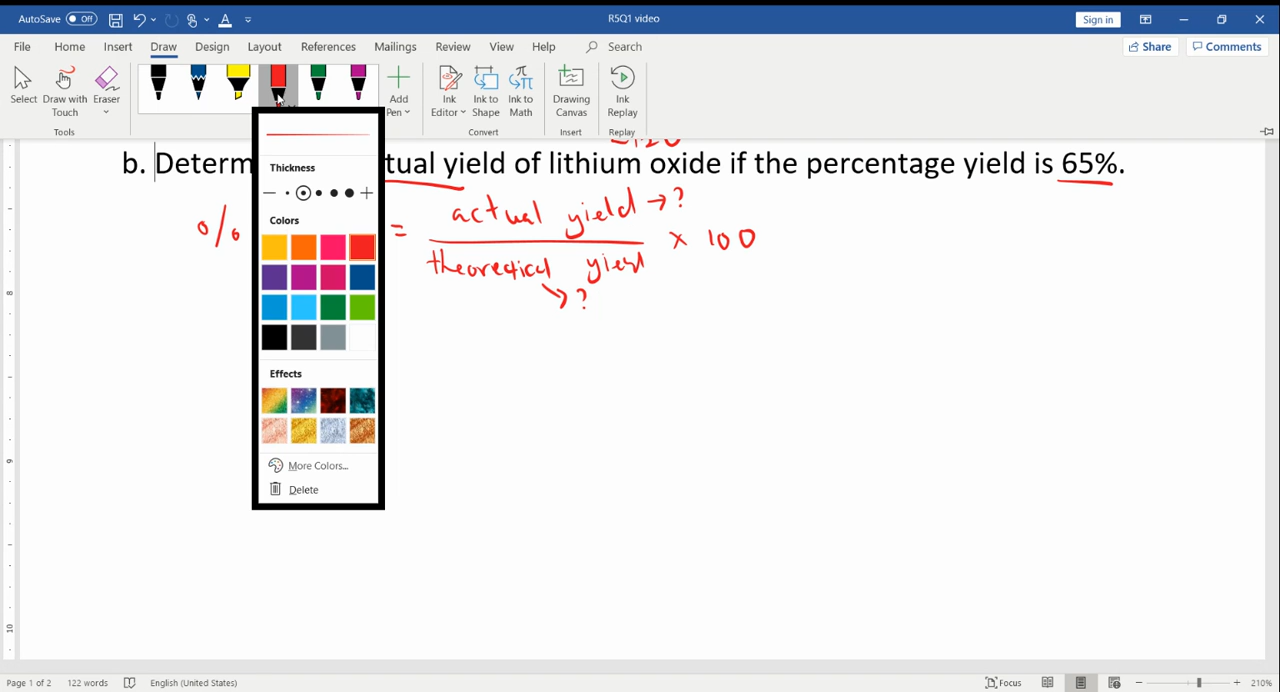 AutoSave Off R5Q1 video Sign in
File Home Insert Draw Design Layout References Mailings Review View Help Search Share Comments
Select Draw with Touch Eraser Add Pen Ink Editor Ink to Shape Ink to Math Drawing Canvas Ink Replay
Tools Convert Insert Replay
b. Determ tual yield of lithium oxide if the percentage yield is 65%.
% = actual yield → ?
theoretical yield × 100
→ ?
Thickness
Colors
Effects
More Colors...
Delete
8
9
10
Page 1 of 2 122 words English (United States) Focus 210%